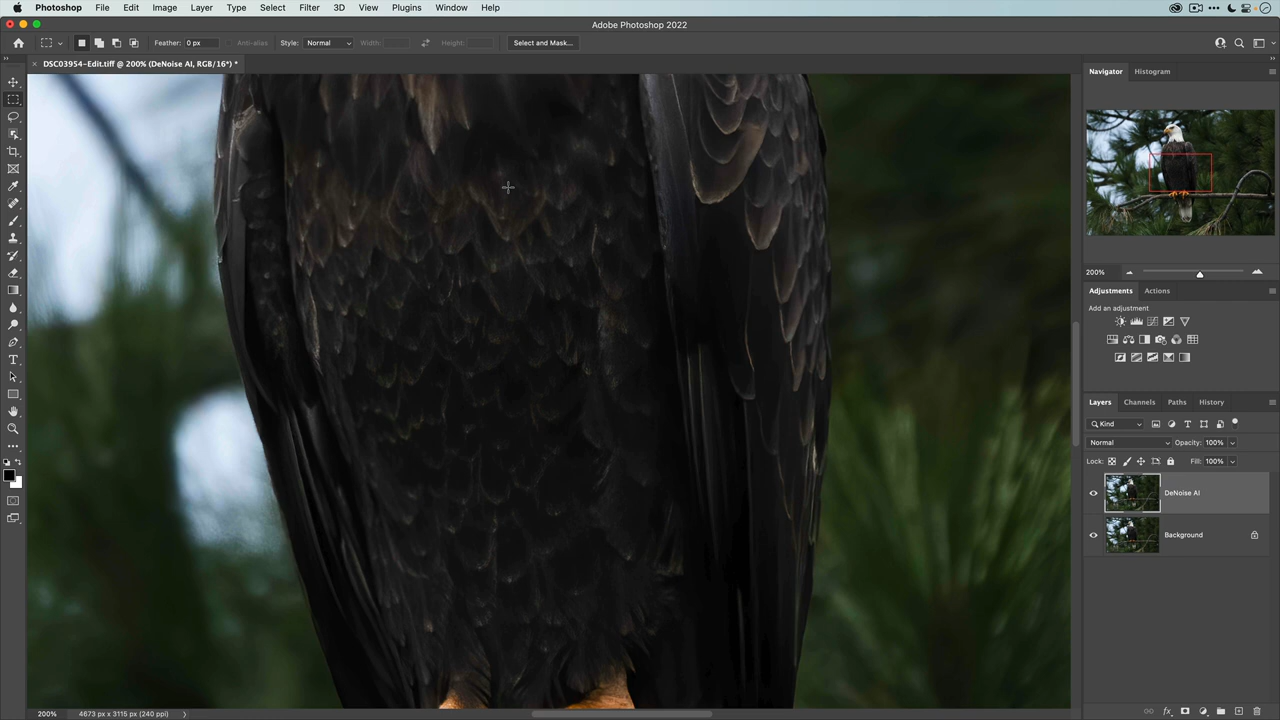 Photoshop File Edit Image Layer Type Select Filter 3D View Plugins Window Help
Adobe Photoshop 2022
Feather: 0 px Anti-alias Style: Normal Width: Height: Select and Mask...
DSC03954-Edit.tiff @ 200% (DeNoise AI, RGB/16*) *
Navigator Histogram
200%
Adjustments Actions
Add an adjustment
Layers Channels Paths History
Kind
Normal Opacity: 100%
Lock: Fill: 100%
DeNoise AI
Background
200% 4673 px x 3115 px (240 ppi)